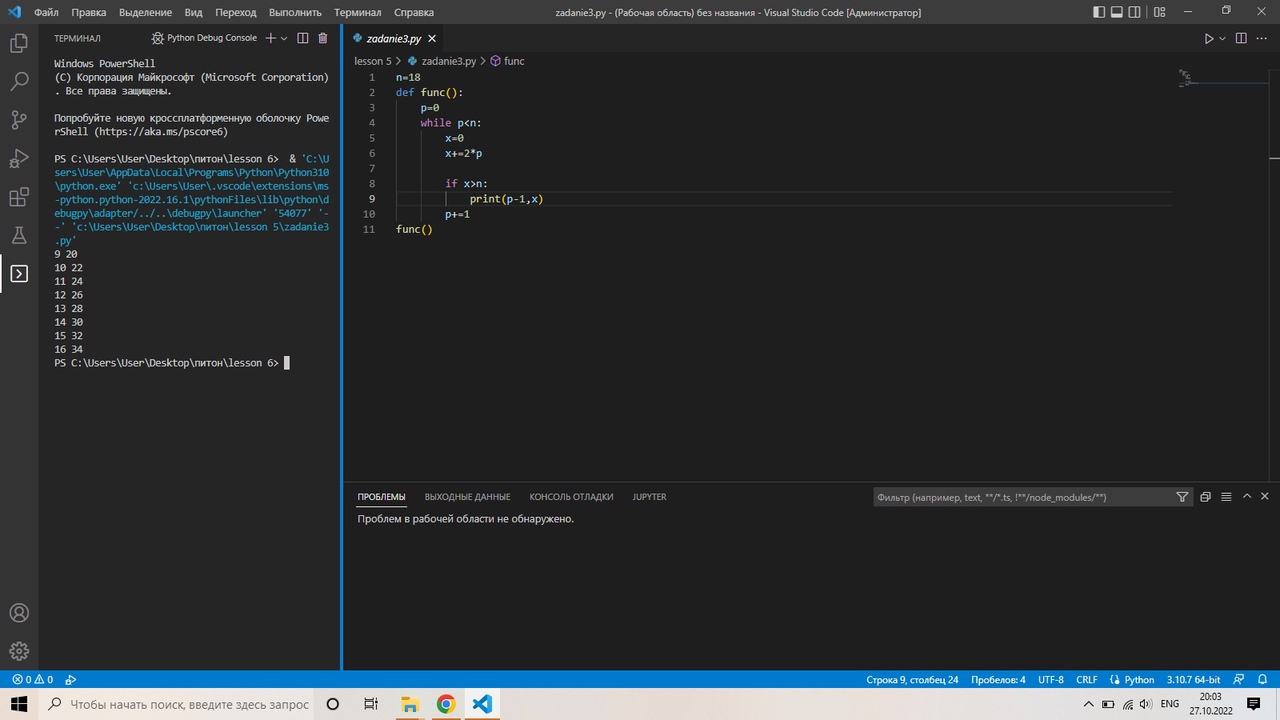 Файл Правка Выделение Вид Переход Выполнить Терминал Справка zadanie3.py - (Рабочая область) без названия - Visual Studio Code [Администратор]
ТЕРМИНАЛ Python Debug Console
Windows PowerShell
(C) Корпорация Майкрософт (Microsoft Corporation)
. Все права защищены.
Попробуйте новую кроссплатформенную оболочку Powe
rShell (https://aka.ms/pscore6)
PS C:\Users\User\Desktop\питон\lesson 6> & 'C:\U
sers\User\AppData\Local\Programs\Python\Python310
\python.exe' 'c:\Users\User\.vscode\extensions\ms
-python.python-2022.16.1\pythonFiles\lib\python\d
ebugpy\adapter/../..\debugpy\launcher' '54077' '-
-' 'c:\Users\User\Desktop\питон\lesson 5\zadanie3
.py'
9 20
10 22
11 24
12 26
13 28
14 30
15 32
16 34
PS C:\Users\User\Desktop\питон\lesson 6>
zadanie3.py
lesson 5 > zadanie3.py > func
1 n=18
2 def func():
3 p=0
4 while p<n:
5 x=0
6 x+=2*p
7
8 if x>n:
9 print(p-1,x)
10 p+=1
11 func()
ПРОБЛЕМЫ ВЫХОДНЫЕ ДАННЫЕ КОНСОЛЬ ОТЛАДКИ JUPYTER Фильтр (например, text, **/*.ts, !**/node_modules/**)
Проблем в рабочей области не обнаружено.
0 0 Строка 9, столбец 24 Пробелов: 4 UTF-8 CRLF Python 3.10.7 64-bit
Чтобы начать поиск, введите здесь запрос ENG 20:03
27.10.2022